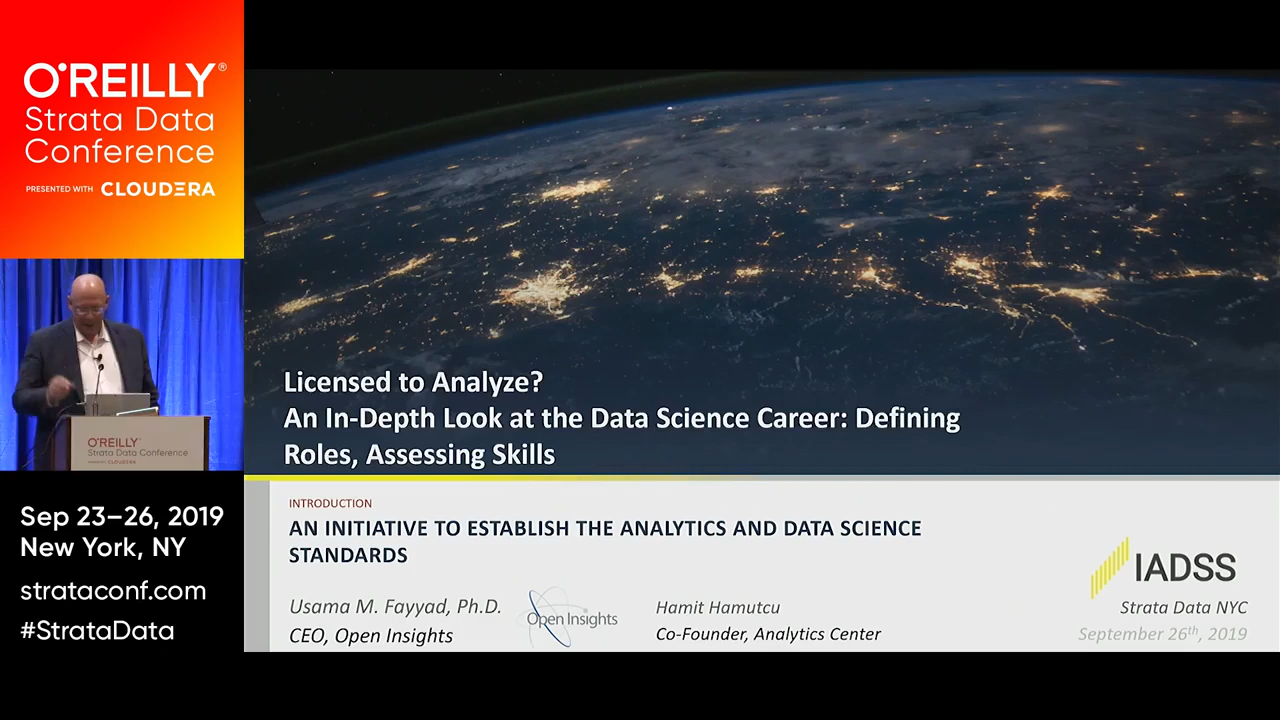 O'REILLY®
Strata Data
Conference
PRESENTED WITH CLOUDERA
O'REILLY
Strata Data Conference
CLOUDERA
Sep 23–26, 2019
New York, NY
strataconf.com
#StrataData
Licensed to Analyze?
An In-Depth Look at the Data Science Career: Defining
Roles, Assessing Skills
INTRODUCTION
AN INITIATIVE TO ESTABLISH THE ANALYTICS AND DATA SCIENCE
STANDARDS
IADSS
Usama M. Fayyad, Ph.D.
CEO, Open Insights
Open Insights
Hamit Hamutcu
Co-Founder, Analytics Center
Strata Data NYC
September 26th, 2019